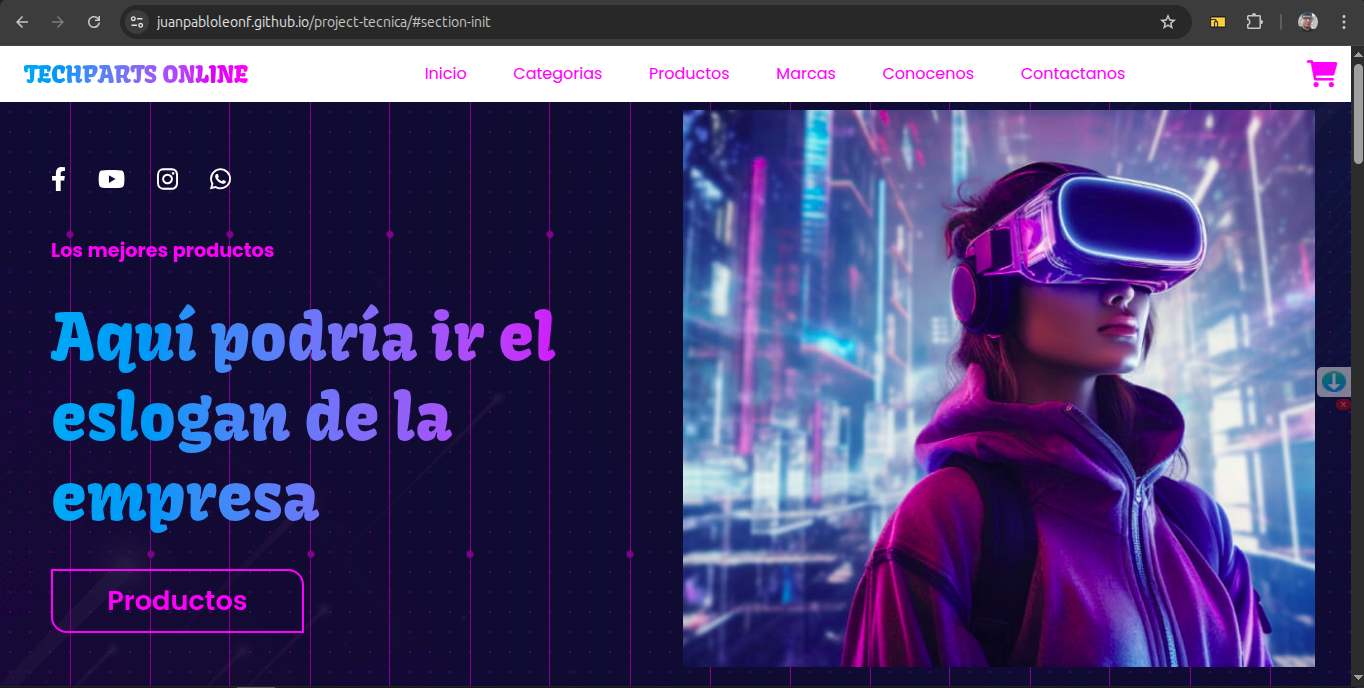 juanpabloleonf.github.io/project-tecnica/#section-init
TECHPARTS ONLINE
Inicio
Categorias
Productos
Marcas
Conocenos
Contactanos
Los mejores productos
Aquí podría ir el
eslogan de la
empresa
Productos